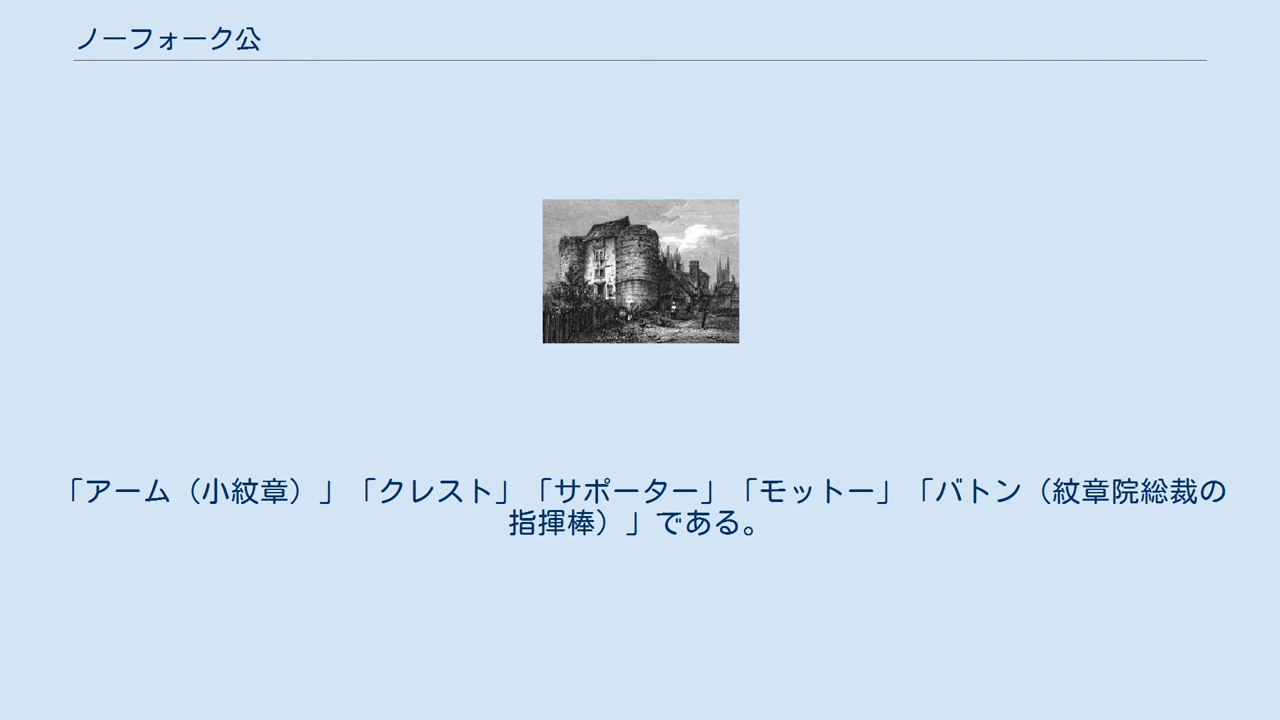 ノーフォーク公
「アーム（小紋章）」「クレスト」「サポーター」「モットー」「バトン（紋章院総裁の
指揮棒）」である。